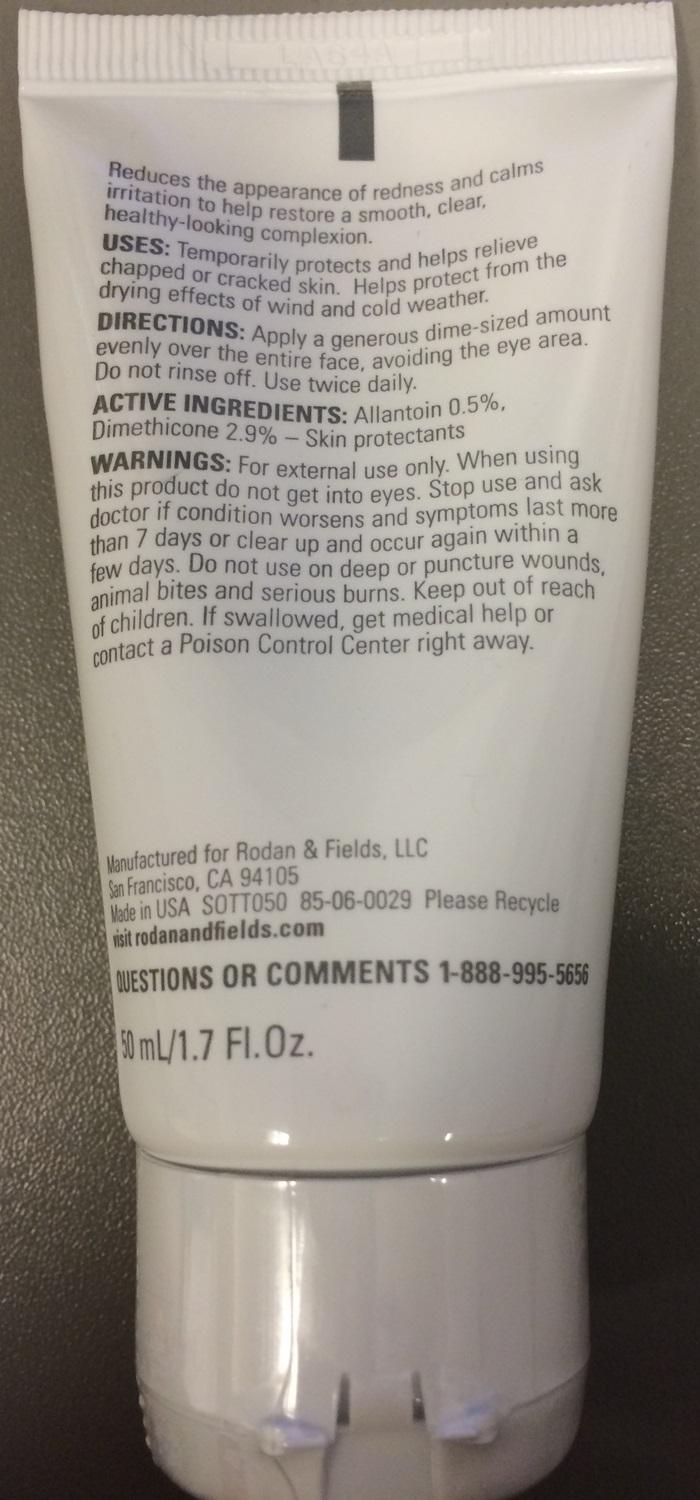 Reduces the appearance of redness and calms
irritation to help restore a smooth, clear,
healthy-looking complexion.
USES: Temporarily protects and helps relieve
chapped or cracked skin. Helps protect from the
drying effects of wind and cold weather.
DIRECTIONS: Apply a generous dime-sized amount
evenly over the entire face, avoiding the eye area.
Do not rinse off. Use twice daily.
ACTIVE INGREDIENTS: Allantoin 0.5%,
Dimethicone 2.9% – Skin protectants
WARNINGS: For external use only. When using
this product do not get into eyes. Stop use and ask
doctor if condition worsens and symptoms last more
than 7 days or clear up and occur again within a
few days. Do not use on deep or puncture wounds,
animal bites and serious burns. Keep out of reach
of children. If swallowed, get medical help or
contact a Poison Control Center right away.
Manufactured for Rodan & Fields, LLC
San Francisco, CA 94105
Made in USA SOTT050 85-06-0029 Please Recycle
visit rodanandfields.com
QUESTIONS OR COMMENTS 1-888-995-5656
50 mL/1.7 Fl.Oz.